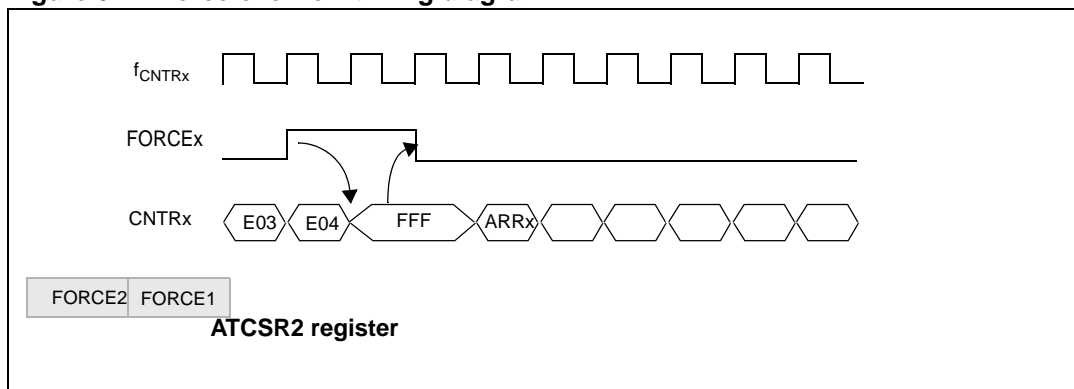 fCNTRx
FORCEx
CNTRx E03 E04 FFF ARRx
FORCE2 FORCE1
ATCSR2 register